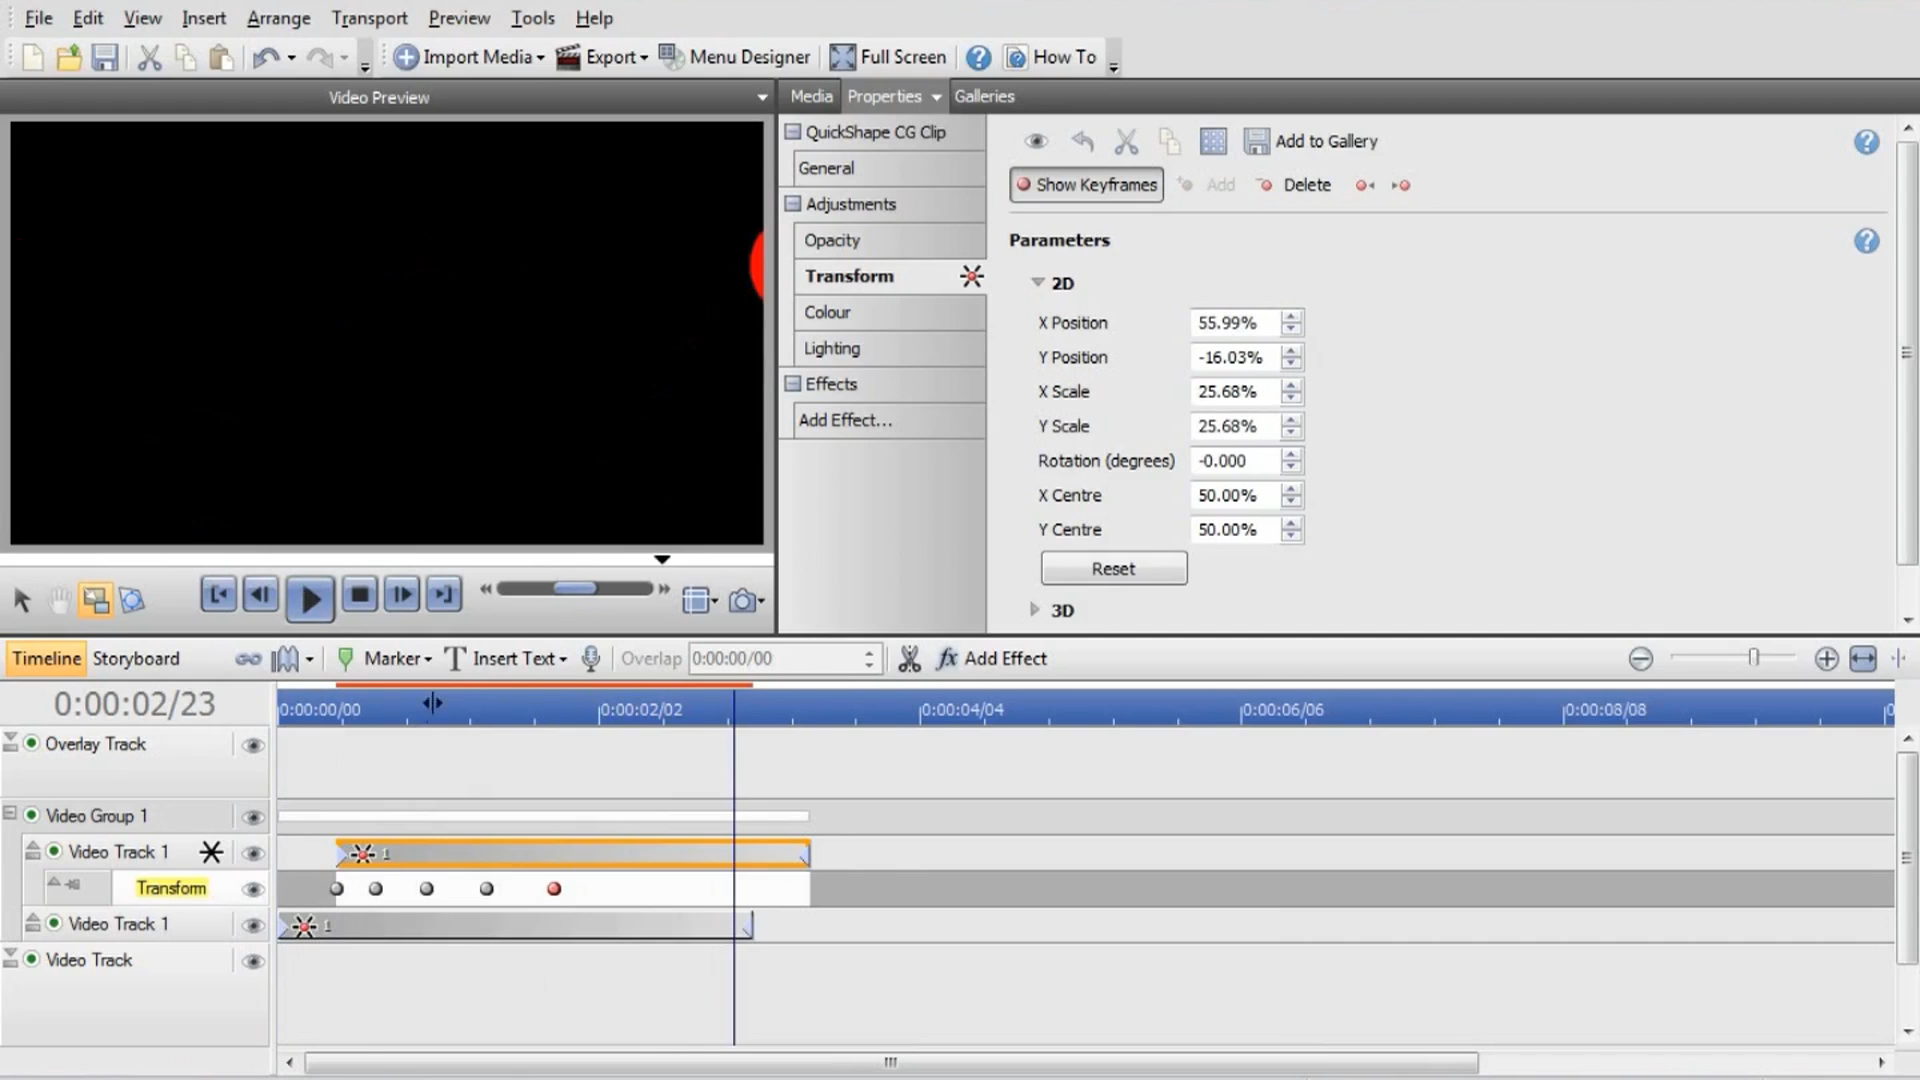 File Edit View Insert Arrange Transport Preview Tools Help
Import Media Export Menu Designer Full Screen ? How To
Video Preview
Media Properties Galleries
QuickShape CG Clip
General
Adjustments
Opacity
Transform
Colour
Lighting
Effects
Add Effect...
Add to Gallery ?
Show Keyframes Add Delete
Parameters ?
2D
X Position 55.99%
Y Position -16.03%
X Scale 25.68%
Y Scale 25.68%
Rotation (degrees) -0.000
X Centre 50.00%
Y Centre 50.00%
Reset
3D
Timeline Storyboard Marker Insert Text Overlap 0:00:00/00 fx Add Effect
0:00:02/23 0:00:00/00 0:00:02/02 0:00:04/04 0:00:06/06 0:00:08/08
Overlay Track
Video Group 1
Video Track 1 1
Transform
Video Track 1 1
Video Track